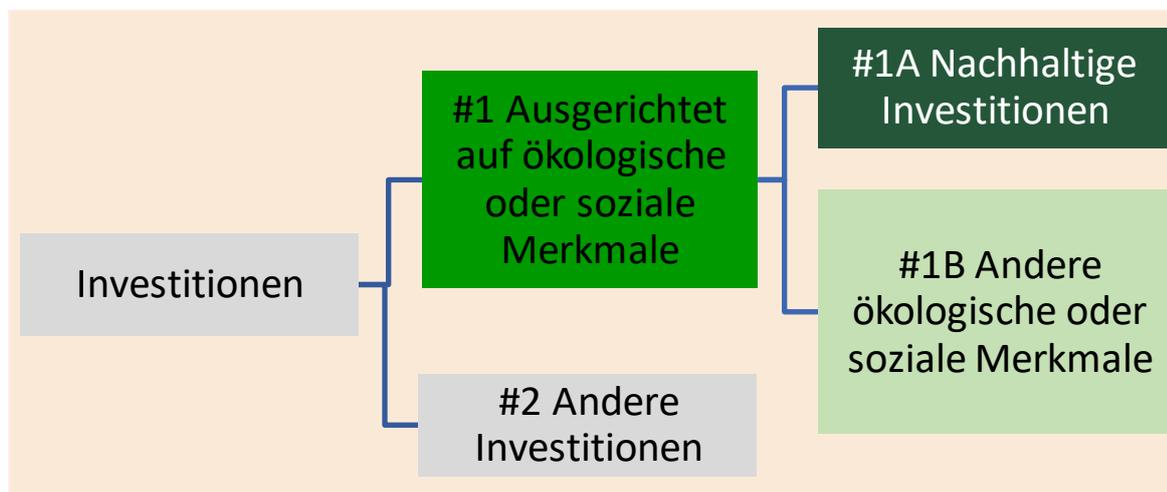 Investitionen
#1 Ausgerichtet
auf ökologische
oder soziale
Merkmale
#2 Andere
Investitionen
#1A Nachhaltige
Investitionen
#1B Andere
ökologische oder
soziale Merkmale